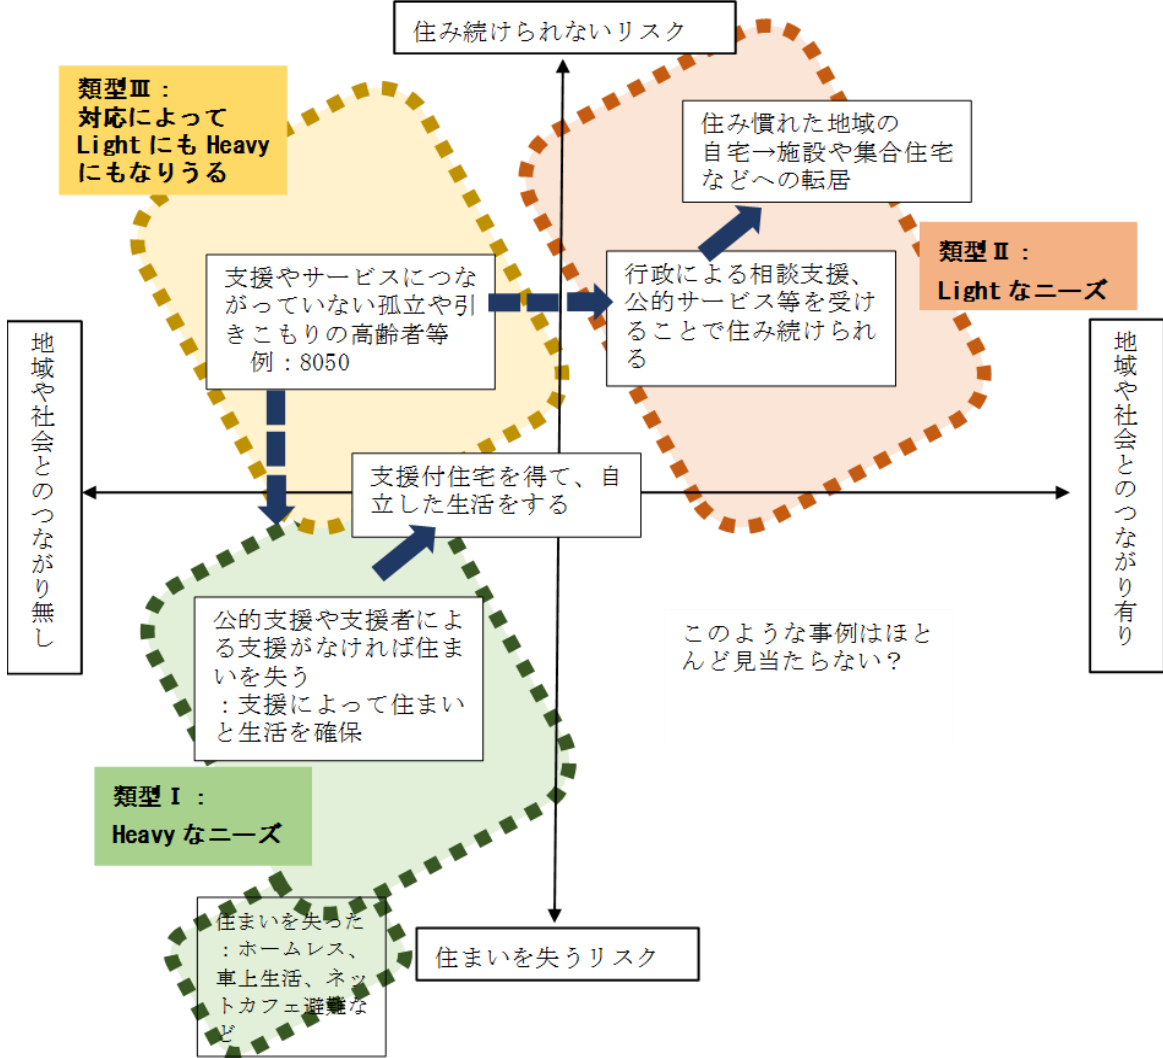 住み続けられないリスク
類型Ⅲ：
対応によって
Light にも Heavy
にもなりうる
住み慣れた地域の
自宅→施設や集合住宅
などへの転居
類型Ⅱ：
Light なニーズ
支援やサービスにつな
がっていない孤立や引
きこもりの高齢者等
例：8050
行政による相談支援、
公的サービス等を受け
ることで住み続けられ
る
地域や社会とのつながり無し
地域や社会とのつながり有り
支援付住宅を得て、自
立した生活をする
公的支援や支援者によ
る支援がなければ住ま
いを失う
：支援によって住まい
と生活を確保
このような事例はほと
んど見当たらない？
類型Ⅰ：
Heavy なニーズ
住まいを失った
：ホームレス、
車上生活、ネッ
トカフェ避難な
ど
住まいを失うリスク